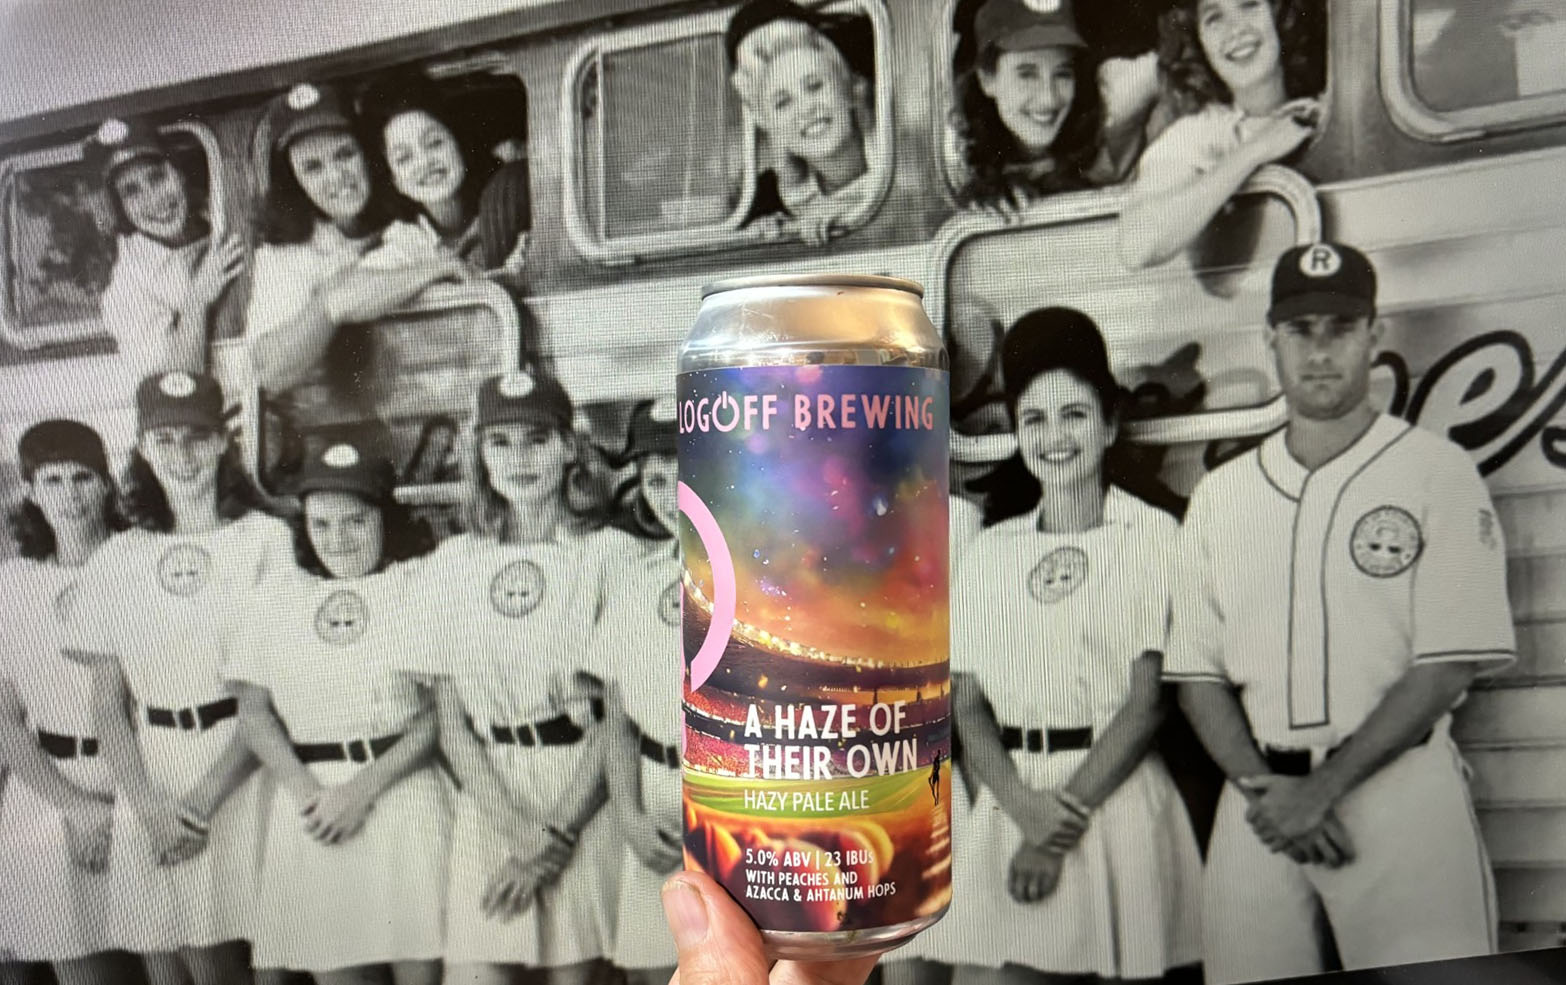 R
LOGOFF BREWING
A HAZE OF
THEIR OWN
HAZY PALE ALE
5.0% ABV | 23 IBUs
WITH PEACHES AND
AZACCA & AHTANUM HOPS